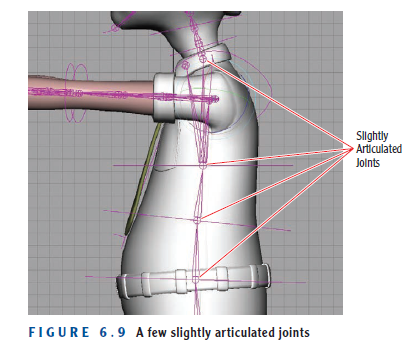 Slightly
Articulated
Joints
FIGURE 6.9 A few slightly articulated joints